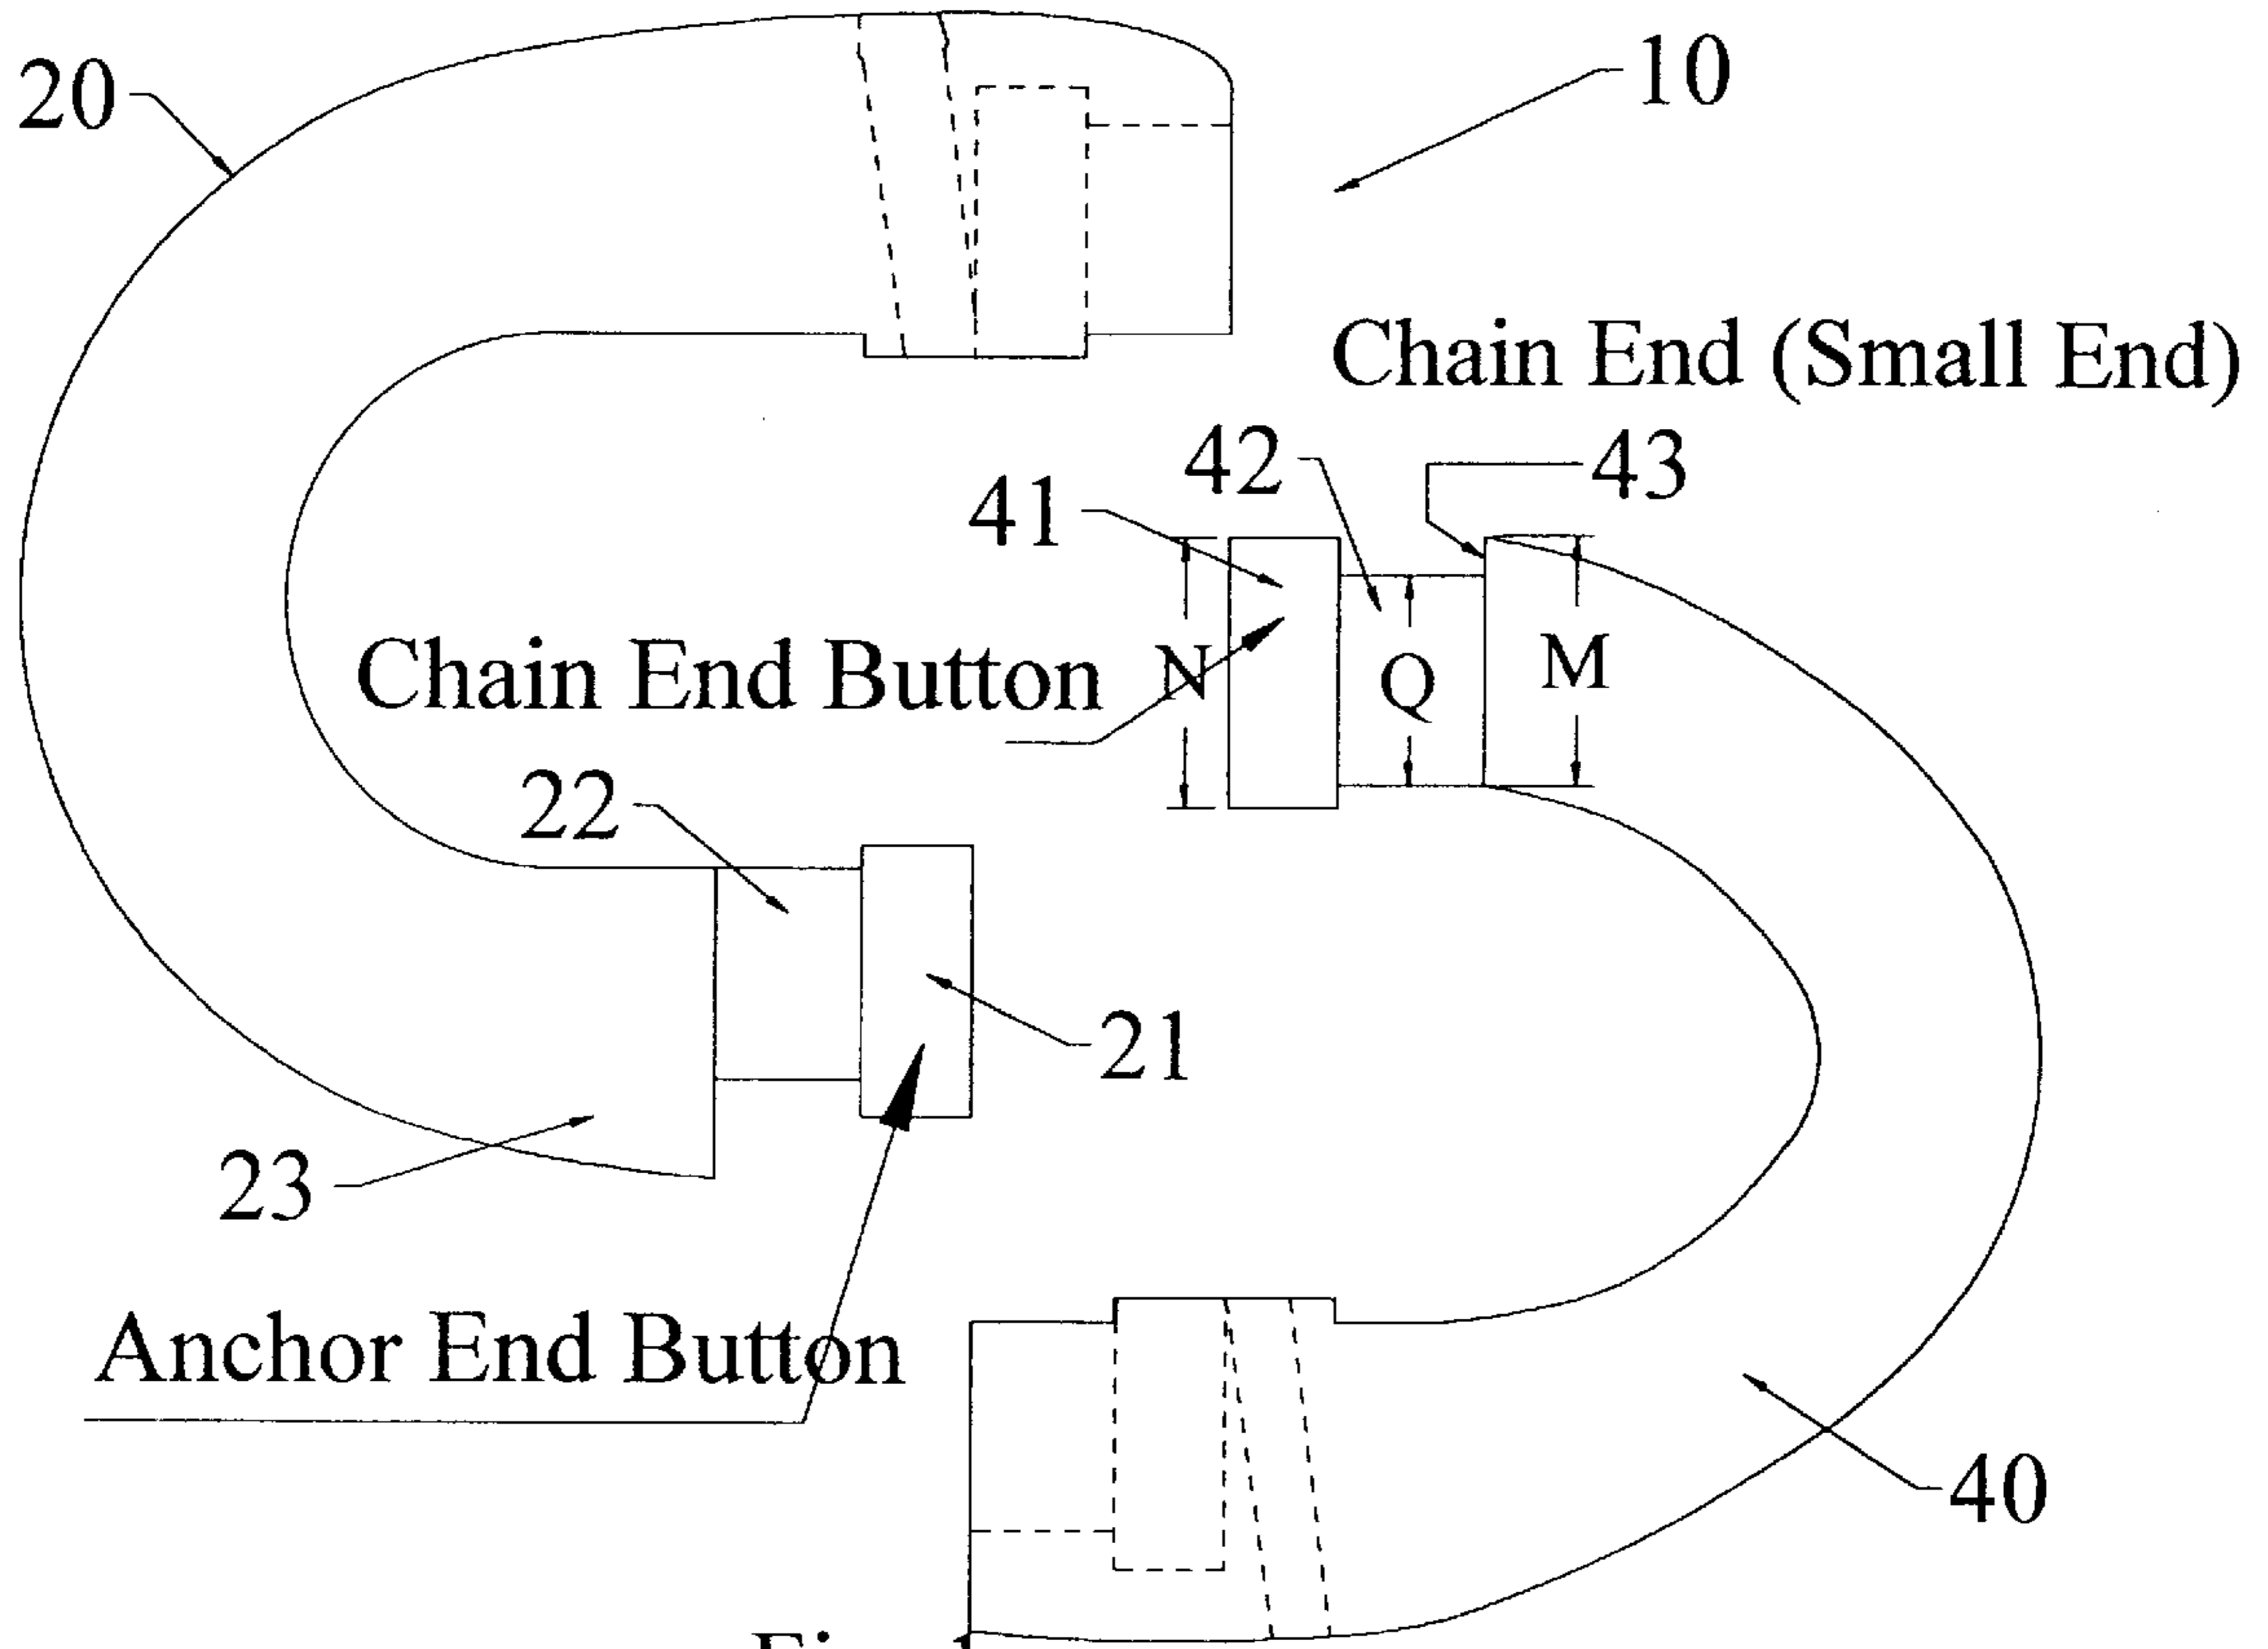 20
10
Chain End (Small End)
42
43
41
Chain End Button
N
Q
M
22
21
23
Anchor End Button
40